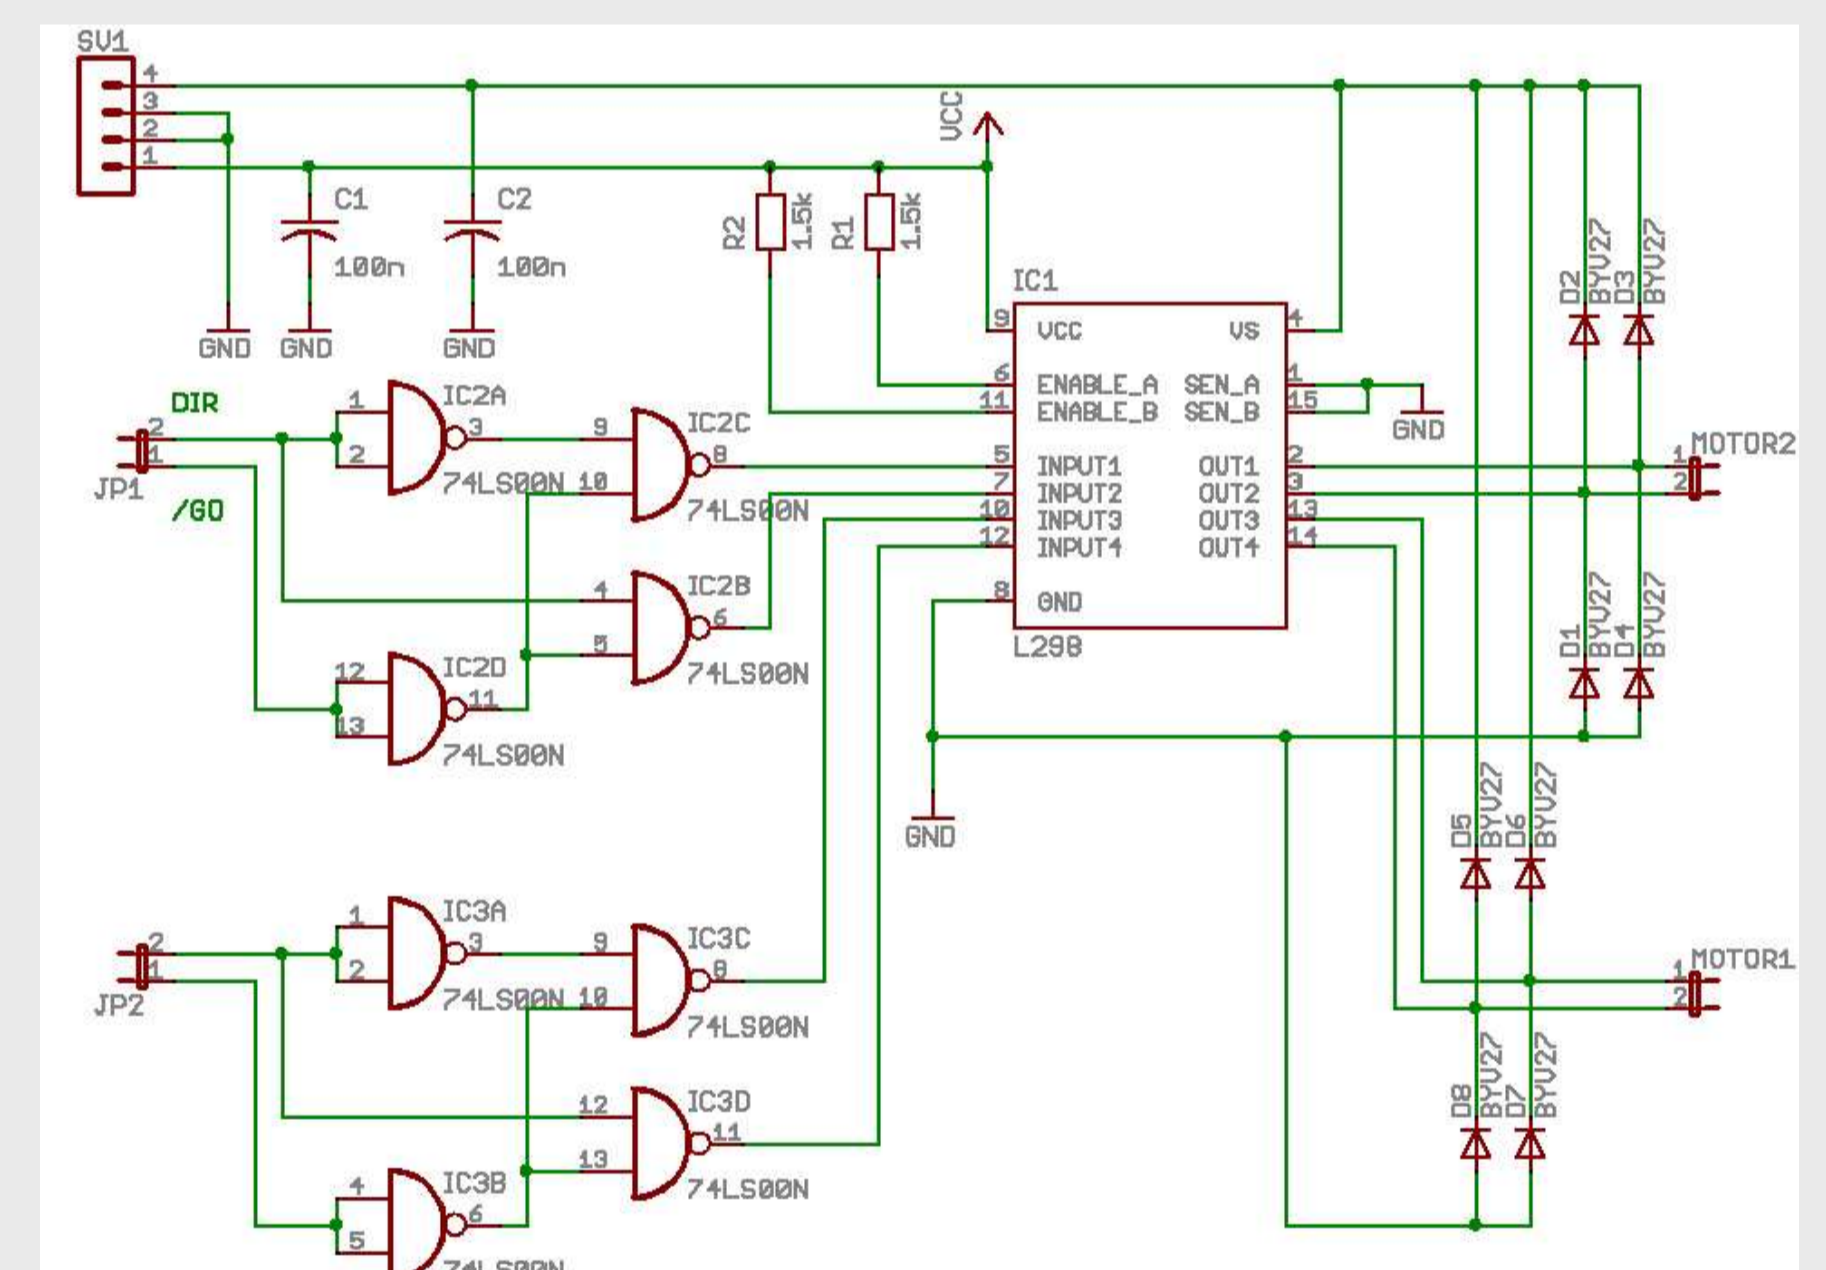 SV1
4
3
2
1
VCC
C1
100n
C2
100n
R2
1.5k
R1
1.5k
GND
GND
GND
D2
BYV27
D3
BYV27
IC1
9
VCC
VS
4
6
ENABLE_A
SEN_A
1
11
ENABLE_B
SEN_B
15
GND
5
INPUT1
OUT1
2
7
INPUT2
OUT2
3
10
INPUT3
OUT3
13
12
INPUT4
OUT4
14
8
GND
L298
DIR
2
1
JP1
/GO
1
2
IC2A
3
74LS00N
9
10
IC2C
8
74LS00N
4
5
IC2B
6
74LS00N
12
13
IC2D
11
74LS00N
MOTOR2
1
2
D1
BYV27
D4
BYV27
GND
D5
BYV27
D6
BYV27
2
1
JP2
1
2
IC3A
3
74LS00N
9
10
IC3C
8
74LS00N
12
13
IC3D
11
74LS00N
4
5
IC3B
6
74LS00N
MOTOR1
1
2
D8
BYV27
D7
BYV27